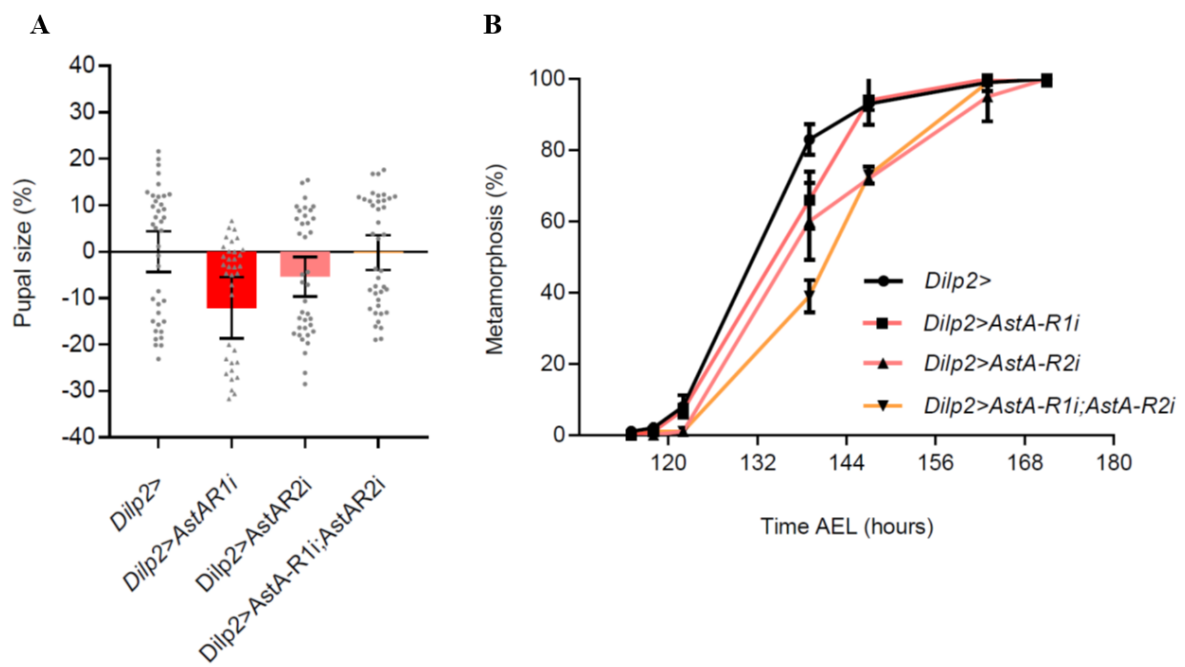 A
B
Pupal size (%)
40
30
20
10
0
-10
-20
-30
-40
Dilp2>
Dilp2>AstAR1i
Dilp2>AstAR2i
Dilp2>AstA-R1i;AstAR2i
Metamorphosis (%)
100
80
60
40
20
0
120
132
144
156
168
180
Time AEL (hours)
Dilp2>
Dilp2>AstA-R1i
Dilp2>AstA-R2i
Dilp2>AstA-R1i;AstA-R2i